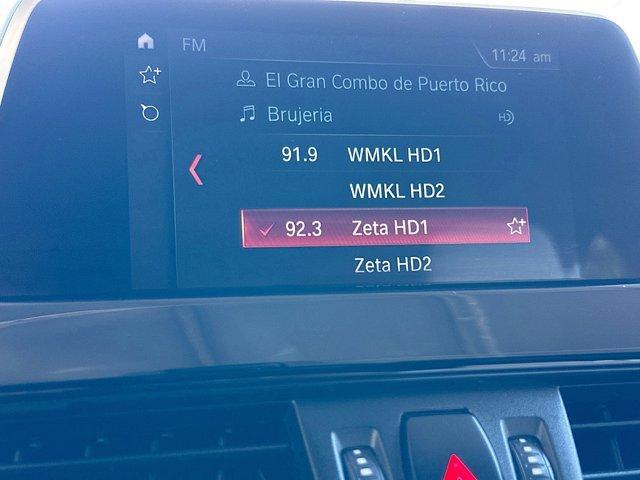 FM
11:24 am
El Gran Combo de Puerto Rico
Brujeria
91.9 WMKL HD1
WMKL HD2
92.3 Zeta HD1
Zeta HD2